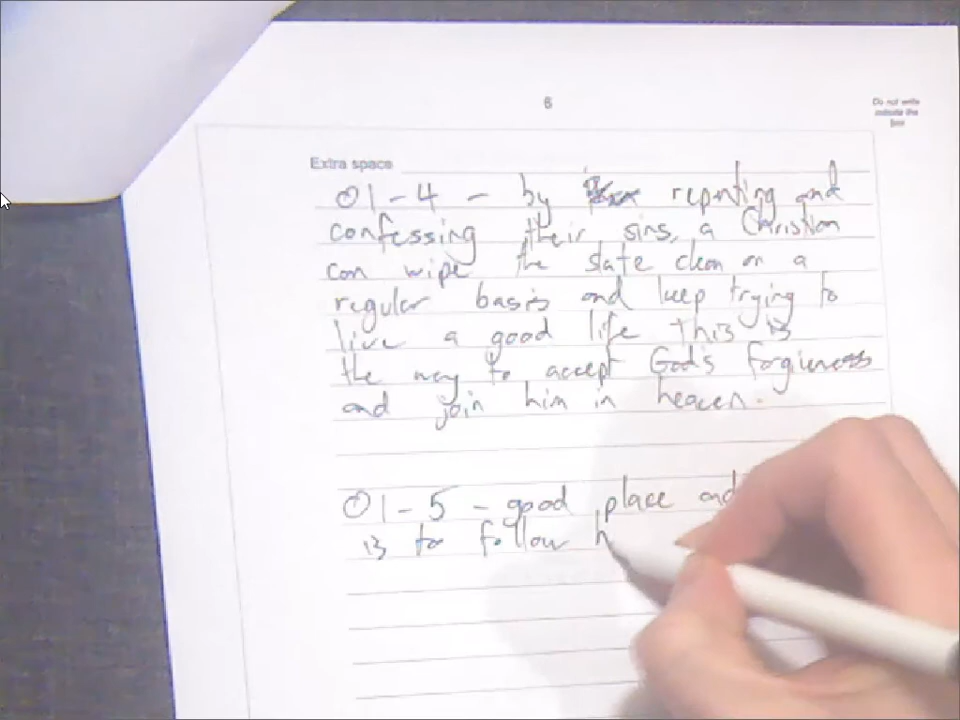 6
Do not write
outside the
box
Extra space
01-4 - by repenting and
confessing their sins, a Christian
can wipe the slate clean on a
regular basis and keep trying to
live a good life this is
the way to accept God's forgiveness
and join him in heaven.
01-5 - good place and
is to follow h